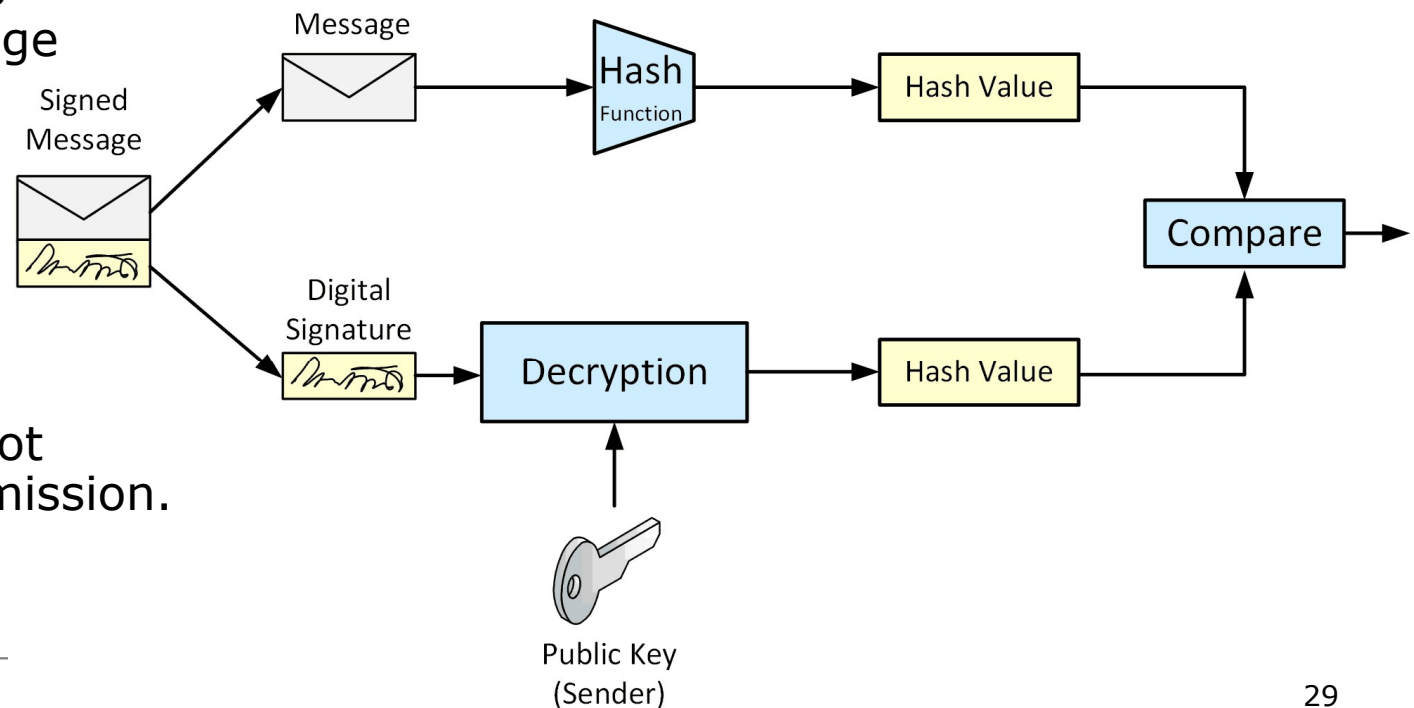 ge
Message
Signed
Message
Hash
Function
Hash Value
Compare
Digital
Signature
Decryption
Hash Value
ot
mission.
Public Key
(Sender)
29